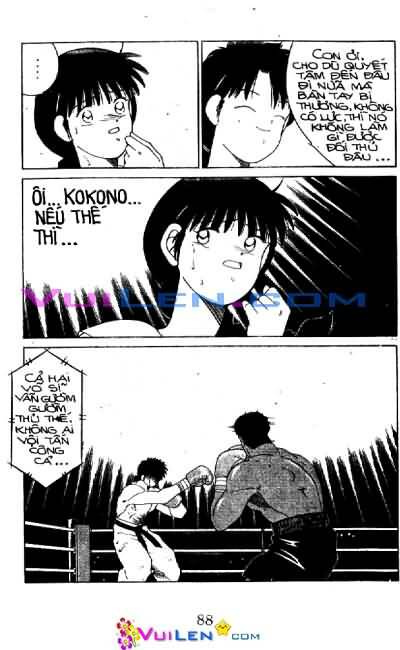 ...
CON ƠI,
CHO DÙ QUYẾT
TÂM ĐẾN ĐÂU
ĐI NỮA MÀ
BÀN TAY BỊ
THƯƠNG, KHÔNG
CÓ LỰC, THÌ NÓ
KHÔNG LÀM
GÌ ĐƯỢC
ĐỐI THỦ
ĐÂU...
ÔI... KOKONO...
NẾU THẾ
THÌ...
VUILEN.COM
CẢ HAI
VÕ SĨ
VẪN GƯỜM
GƯỜM
THỦ THẾ.
KHÔNG AI
VỘI TẤN
CÔNG
CẢ...
88
VUILEN.COM